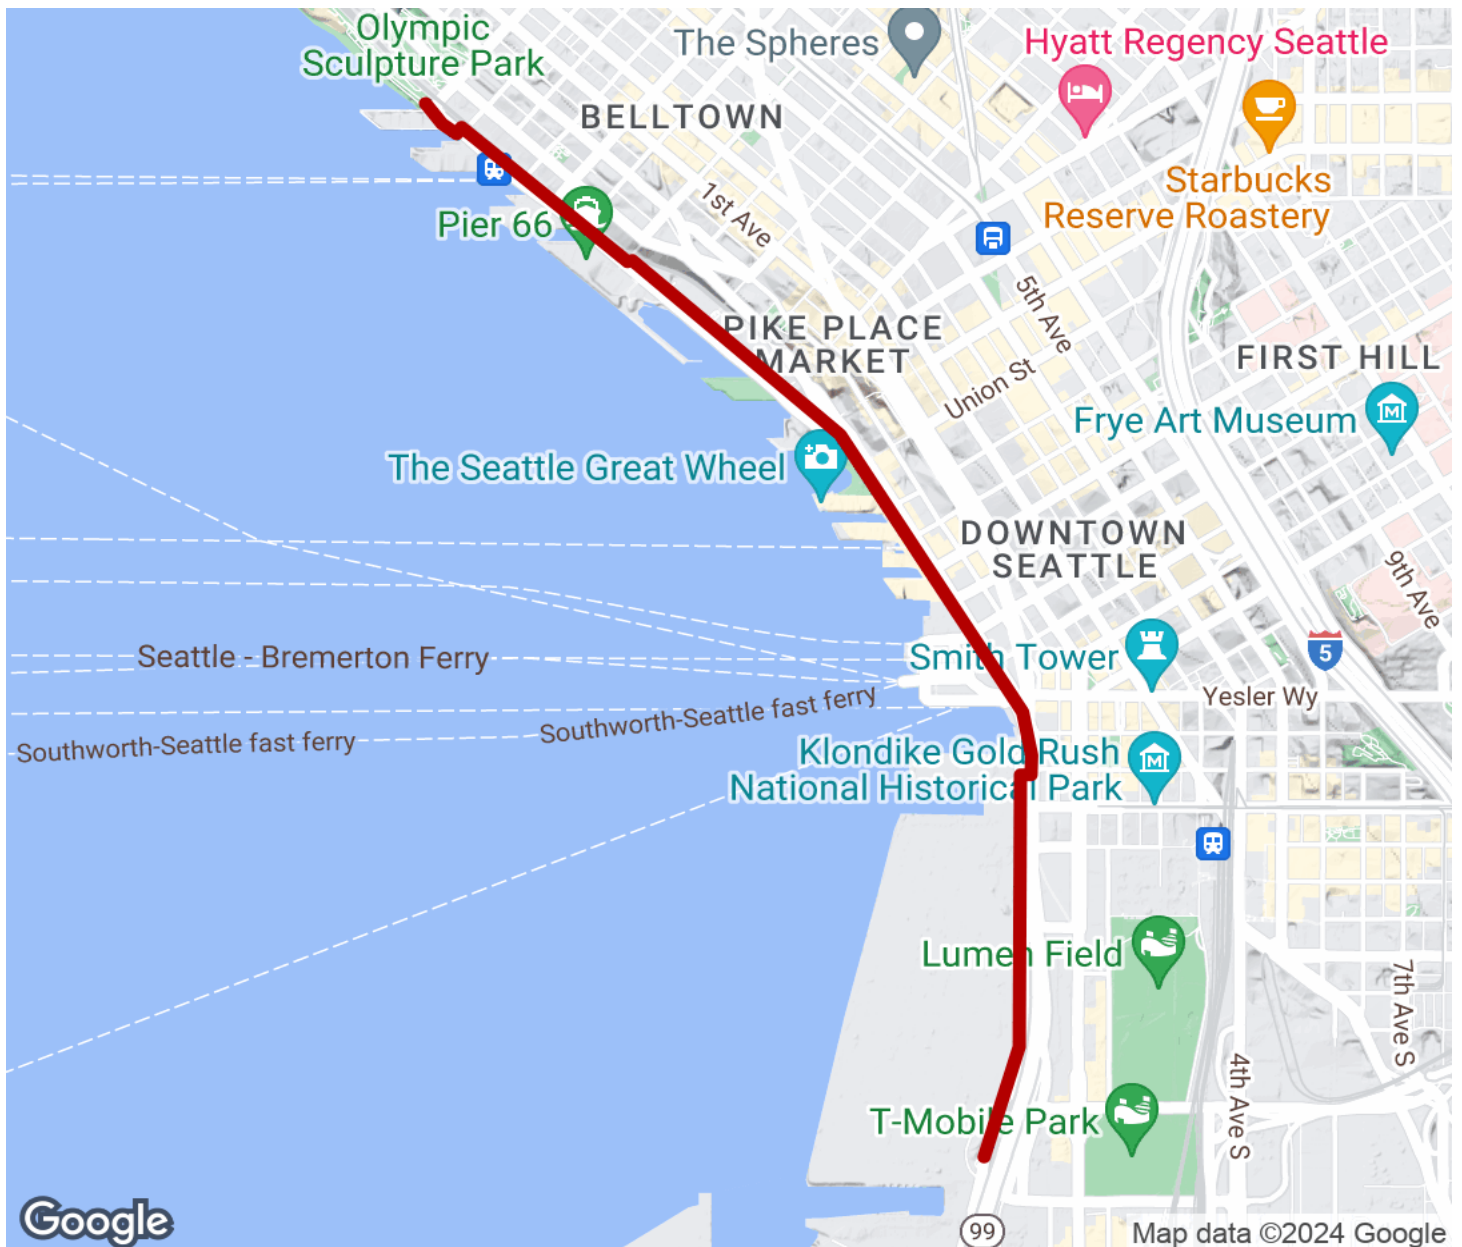 Olympic
Sculpture Park
The Spheres
Hyatt Regency Seattle
BELLTOWN
Starbucks
Reserve Roastery
1st Ave
Pier 66
5th Ave
PIKE PLACE
MARKET
FIRST HILL
Union St
Frye Art Museum
The Seattle Great Wheel
DOWNTOWN
SEATTLE
9th Ave
Seattle - Bremerton Ferry
Smith Tower
5
Yesler Wy
Southworth-Seattle fast ferry
Southworth-Seattle fast ferry
Klondike Gold Rush
National Historical Park
Lumen Field
7th Ave S
4th Ave S
T-Mobile Park
Google
99
Map data ©2024 Google